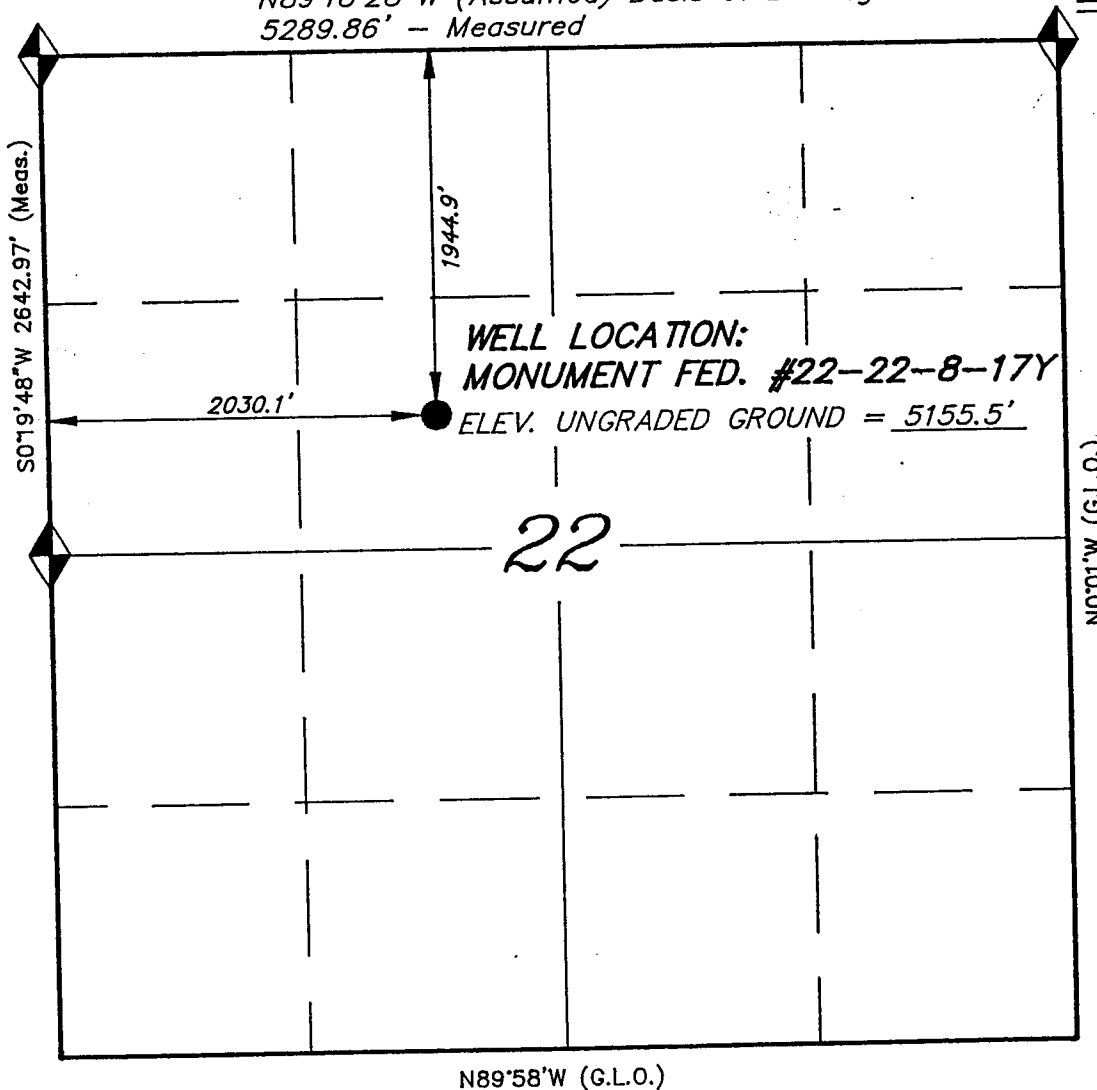 5289.86' – Measured
S0°19'48"W 2642.97' (Meas.)
1944.9'
WELL LOCATION:
MONUMENT FED. #22-22-8-17Y
2030.1'
ELEV. UNGRADED GROUND = 5155.5'
22
N0°01'W (G.L.O.)
N89°58'W (G.L.O.)